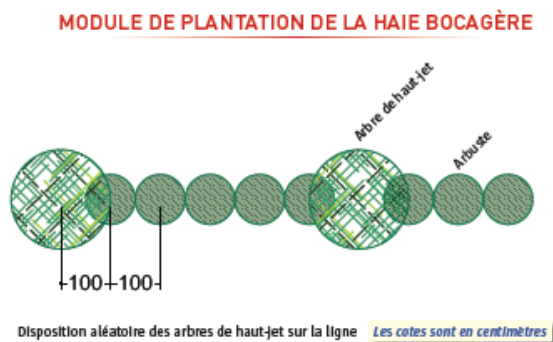 MODULE DE PLANTATION DE LA HAIE BOCAGÈRE
Arbre de haut-jet
Arbuste
100 100
Disposition aléatoire des arbres de haut-jet sur la ligne Les cotes sont en centimètres